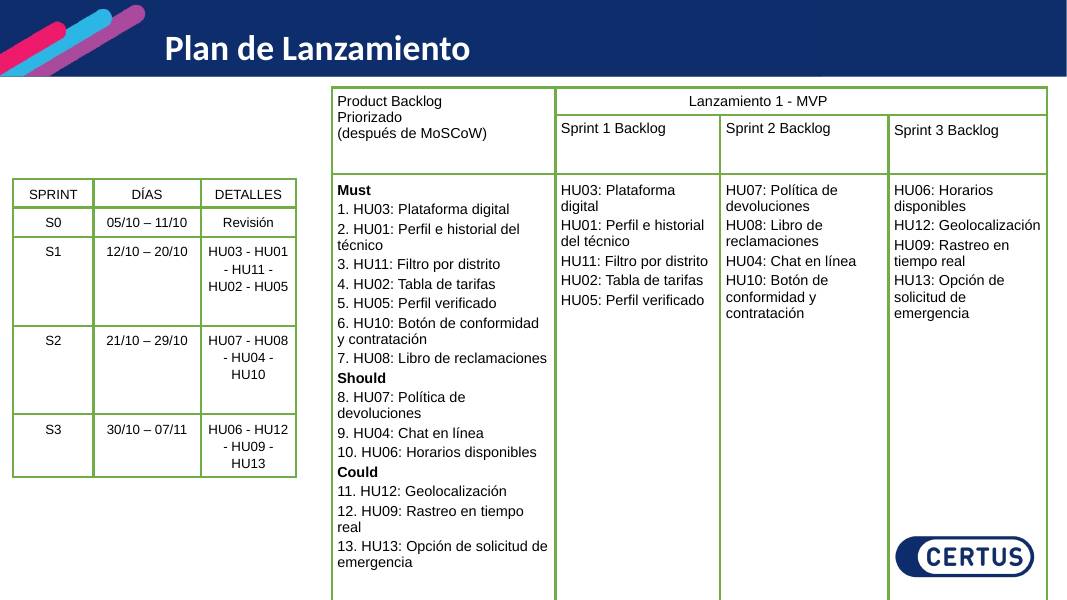 Plan de Lanzamiento
SPRINT DÍAS DETALLES
S0 05/10 – 11/10 Revisión
S1 12/10 – 20/10 HU03 - HU01
- HU11 -
HU02 - HU05
S2 21/10 – 29/10 HU07 - HU08
- HU04 -
HU10
S3 30/10 – 07/11 HU06 - HU12
- HU09 -
HU13
Product Backlog
Priorizado
(después de MoSCoW)
Lanzamiento 1 - MVP
Sprint 1 Backlog
Sprint 2 Backlog
Sprint 3 Backlog
Must
1. HU03: Plataforma digital
2. HU01: Perfil e historial del
técnico
3. HU11: Filtro por distrito
4. HU02: Tabla de tarifas
5. HU05: Perfil verificado
6. HU10: Botón de conformidad
y contratación
7. HU08: Libro de reclamaciones
Should
8. HU07: Política de
devoluciones
9. HU04: Chat en línea
10. HU06: Horarios disponibles
Could
11. HU12: Geolocalización
12. HU09: Rastreo en tiempo
real
13. HU13: Opción de solicitud de
emergencia
HU03: Plataforma
digital
HU01: Perfil e historial
del técnico
HU11: Filtro por distrito
HU02: Tabla de tarifas
HU05: Perfil verificado
HU07: Política de
devoluciones
HU08: Libro de
reclamaciones
HU04: Chat en línea
HU10: Botón de
conformidad y
contratación
HU06: Horarios
disponibles
HU12: Geolocalización
HU09: Rastreo en
tiempo real
HU13: Opción de
solicitud de
emergencia
CERTUS